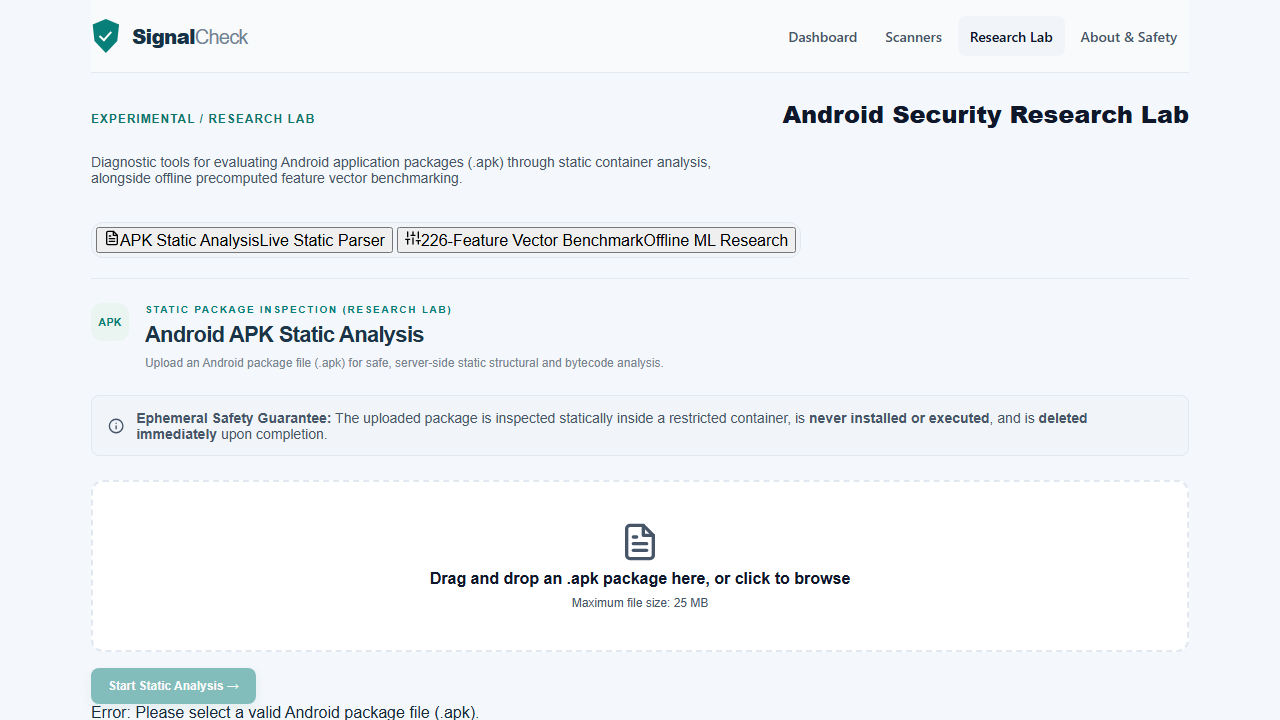 SignalCheck
Dashboard Scanners Research Lab About & Safety
EXPERIMENTAL / RESEARCH LAB
Android Security Research Lab
Diagnostic tools for evaluating Android application packages (.apk) through static container analysis,
alongside offline precomputed feature vector benchmarking.
APK Static AnalysisLive Static Parser 226-Feature Vector BenchmarkOffline ML Research
APK
STATIC PACKAGE INSPECTION (RESEARCH LAB)
Android APK Static Analysis
Upload an Android package file (.apk) for safe, server-side static structural and bytecode analysis.
Ephemeral Safety Guarantee: The uploaded package is inspected statically inside a restricted container, is never installed or executed, and is deleted
immediately upon completion.
Drag and drop an .apk package here, or click to browse
Maximum file size: 25 MB
Start Static Analysis →
Error: Please select a valid Android package file (.apk).